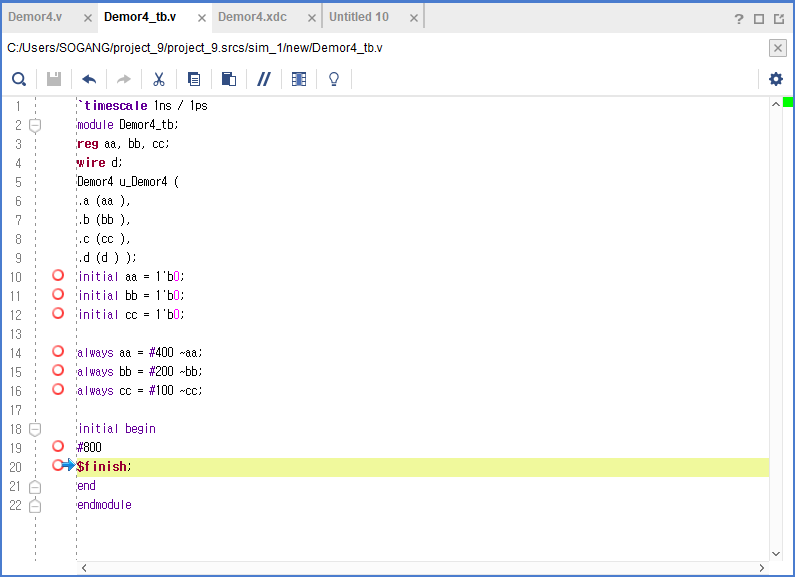 Demor4.v × Demor4_tb.v × Demor4.xdc × Untitled 10 × ?
C:/Users/SOGANG/project_9/project_9.srcs/sim_1/new/Demor4_tb.v
//
1 `timescale 1ns / 1ps
2 module Demor4_tb;
3 reg aa, bb, cc;
4 wire d;
5 Demor4 u_Demor4 (
6 .a (aa ),
7 .b (bb ),
8 .c (cc ),
9 .d (d ) );
10 initial aa = 1'b0;
11 initial bb = 1'b0;
12 initial cc = 1'b0;
13
14 always aa = #400 ~aa;
15 always bb = #200 ~bb;
16 always cc = #100 ~cc;
17
18 initial begin
19 #800
20 $finish;
21 end
22 endmodule